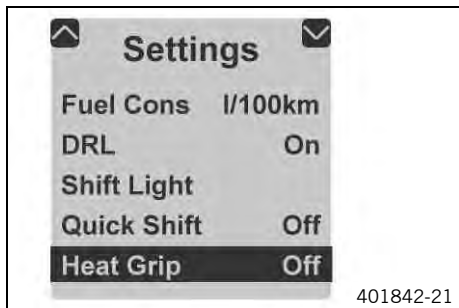 Settings
Fuel Cons l/100km
DRL On
Shift Light
Quick Shift Off
Heat Grip Off
401842-21